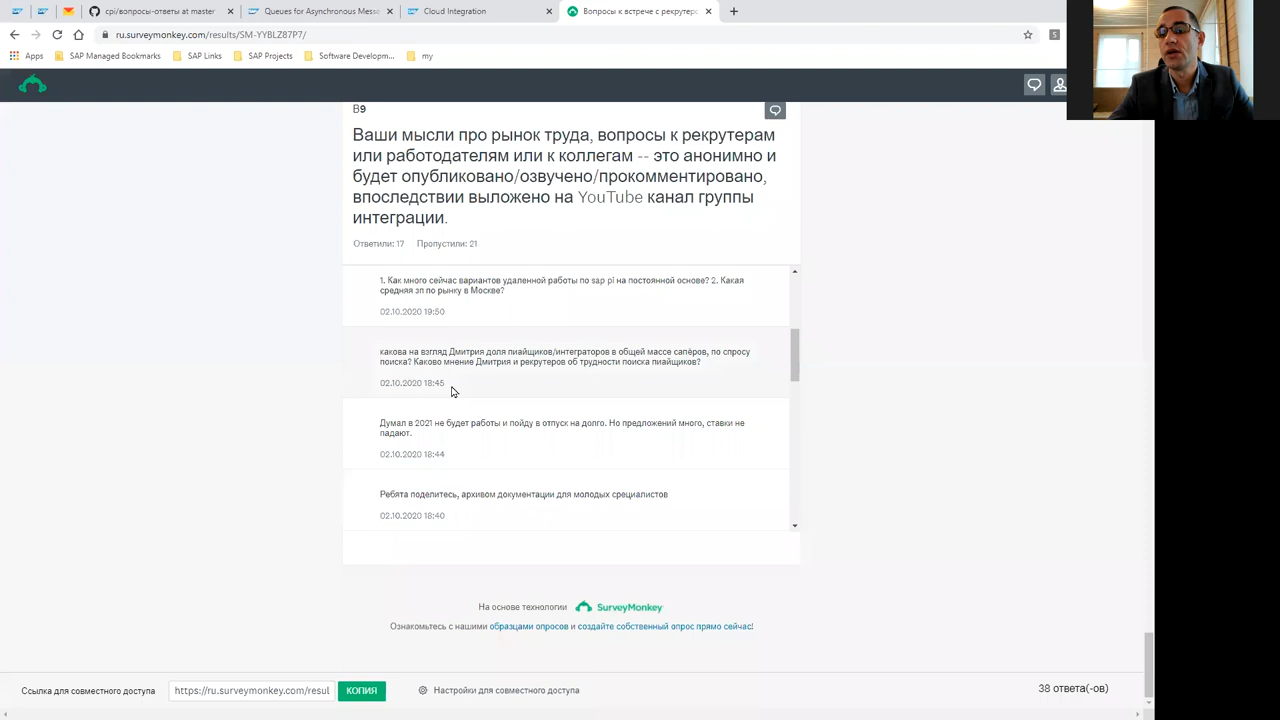 cpi/вопросы-ответы at master
Queues for Asynchronous Messa
Cloud Integration
Вопросы к встрече с рекрутер
ru.surveymonkey.com/results/SM-YYBLZ87P7/
Apps
SAP Managed Bookmarks
SAP Links
SAP Projects
Software Developm...
my
В9
Ваши мысли про рынок труда, вопросы к рекрутерам
или работодателям или к коллегам -- это анонимно и
будет опубликовано/озвучено/прокомментировано,
впоследствии выложено на YouTube канал группы
интеграции.
Ответили: 17 Пропустили: 21
1. Как много сейчас вариантов удаленной работы по sap pi на постоянной основе? 2. Какая
средняя зп по рынку в Москве?
02.10.2020 19:50
какова на взгляд Дмитрия доля пиайщиков/интеграторов в общей массе сапёров, по спросу
поиска? Каково мнение Дмитрия и рекрутеров об трудности поиска пиайщиков?
02.10.2020 18:45
Думал в 2021 не будет работы и пойду в отпуск на долго. Но предложений много, ставки не
падают.
02.10.2020 18:44
Ребята поделитесь, архивом документации для молодых срециалистов
02.10.2020 18:40
На основе технологии SurveyMonkey
Ознакомьтесь с нашими образцами опросов и создайте собственный опрос прямо сейчас!
Ссылка для совместного доступа
https://ru.surveymonkey.com/resul
КОПИЯ
Настройки для совместного доступа
38 ответа(-ов)